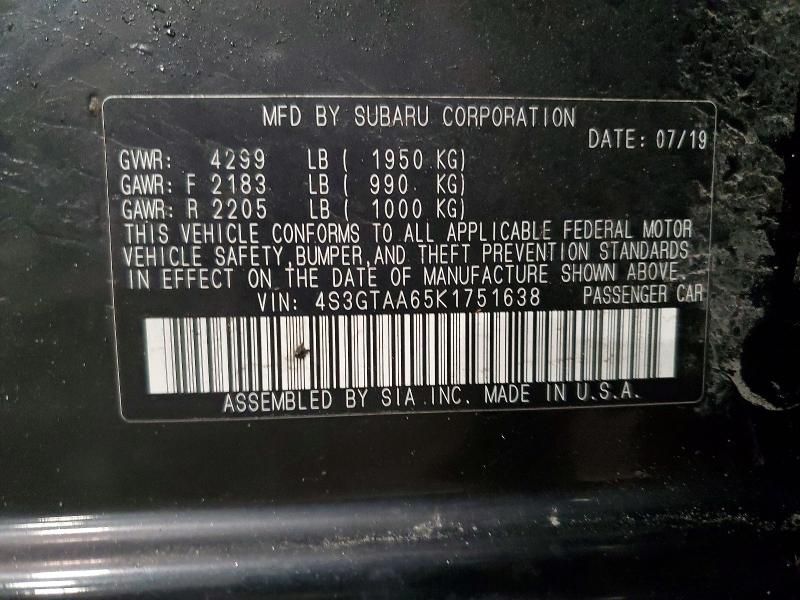 MFD BY SUBARU CORPORATION
DATE: 07/19
GVWR: 4299 LB ( 1950 KG)
GAWR: F 2183 LB ( 990 KG)
GAWR: R 2205 LB ( 1000 KG)
THIS VEHICLE CONFORMS TO ALL APPLICABLE FEDERAL MOTOR
VEHICLE SAFETY, BUMPER, AND THEFT PREVENTION STANDARDS
IN EFFECT ON THE DATE OF MANUFACTURE SHOWN ABOVE.
VIN: 4S3GTAA65K1751638 PASSENGER CAR
ASSEMBLED BY SIA INC. MADE IN U.S.A.